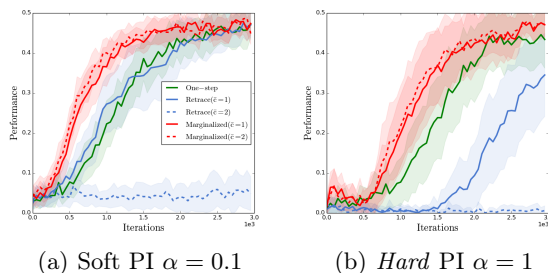 0.5
0.4
0.3
0.2
0.1
0.0
Performance
0.0 0.5 1.0 1.5 2.0 2.5 3.0
1e3
Iterations
One−step
Retrace(c̄=1)
Retrace(c̄=2)
Marginalized(c̄=1)
Marginalized(c̄=2)
(a) Soft PI α = 0.1
0.5
0.4
0.3
0.2
0.1
0.0
Performance
0.0 0.5 1.0 1.5 2.0 2.5 3.0
1e3
Iterations
(b) Hard PI α = 1